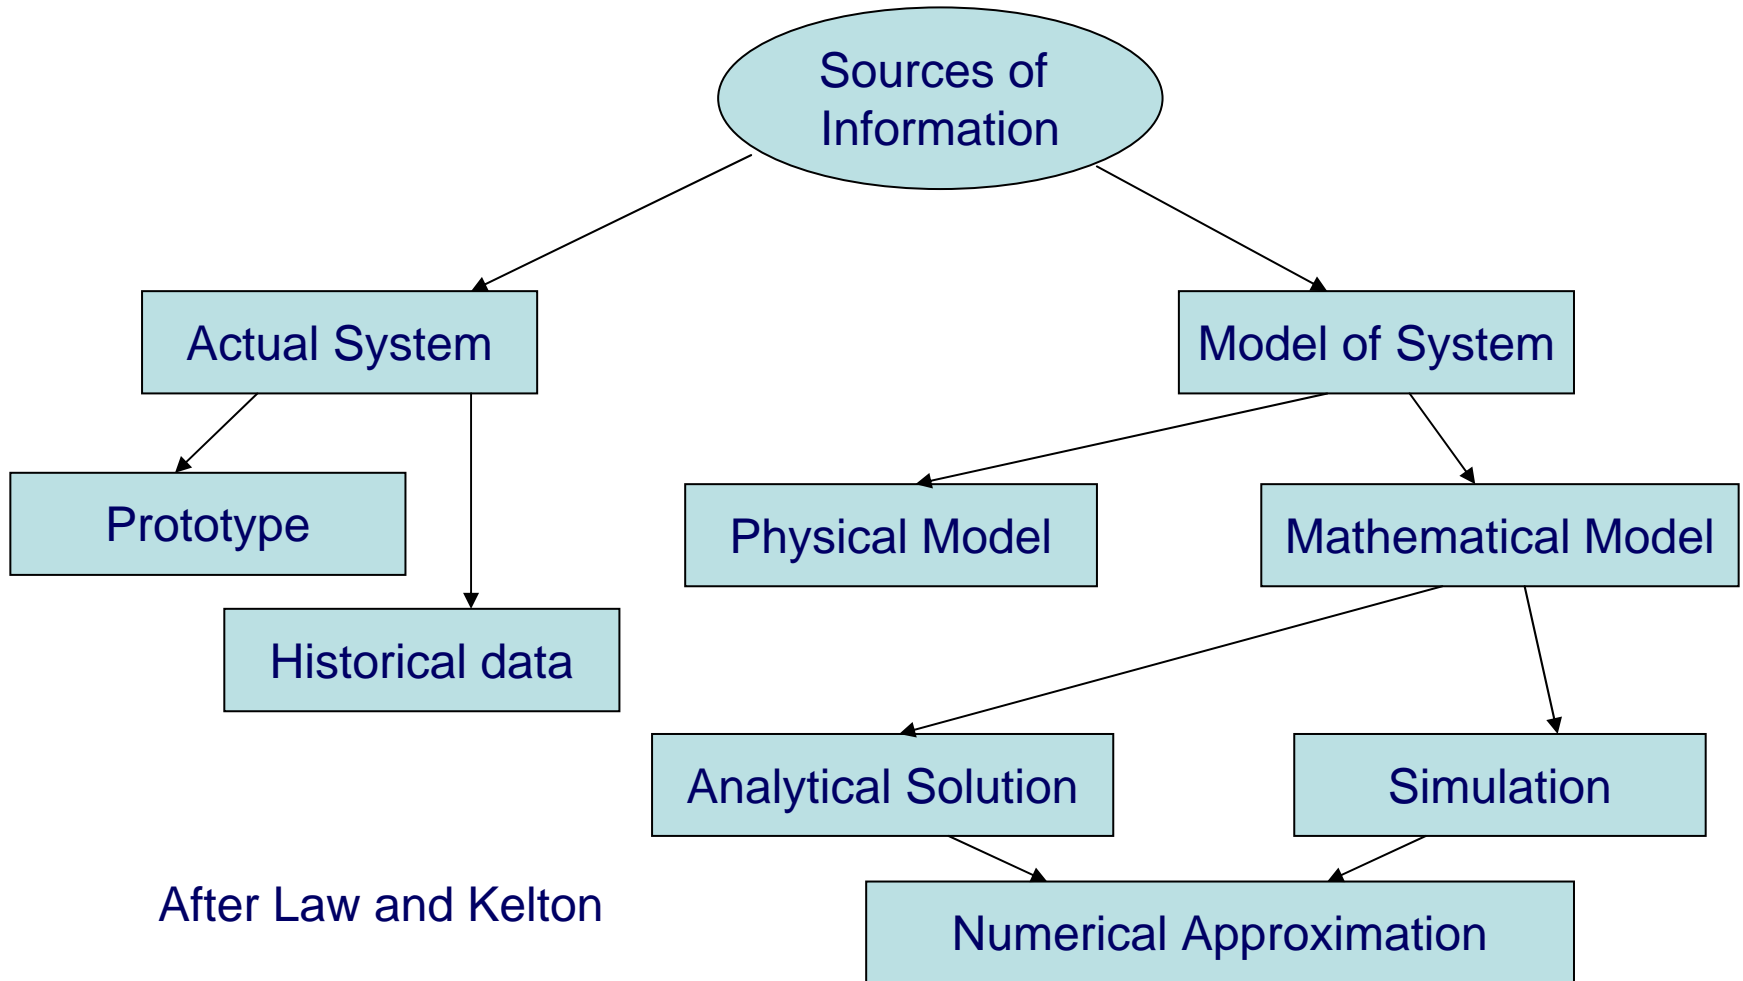 Sources of
Information
Actual System
Model of System
Prototype
Physical Model
Mathematical Model
Historical data
Analytical Solution
Simulation
After Law and Kelton
Numerical Approximation